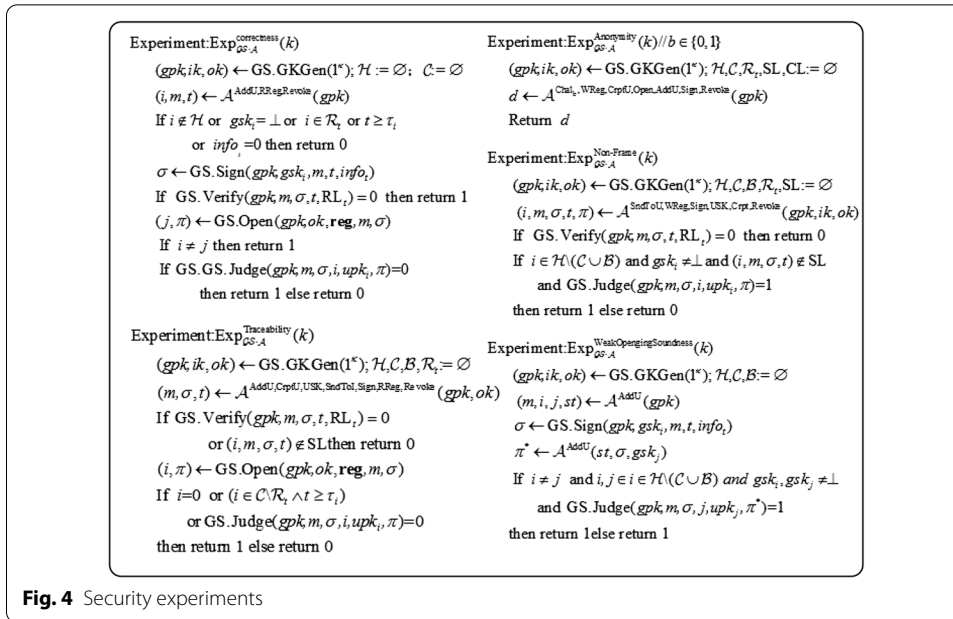 Experiment:Exp^{correctness}_{GS·A}(k)
(gpk,ik,ok) ← GS.GKGen(1^κ); H := ∅; C := ∅
(i,m,t) ← A^{AddU,RReg,Revoke}(gpk)
If i ∉ H or gsk_i = ⊥ or i ∈ R_t or t ≥ τ_i
or info_i = 0 then return 0
σ ← GS.Sign(gpk,gsk_i,m,t,info_t)
If GS.Verify(gpk,m,σ,t,RL_t) = 0 then return 1
(j,π) ← GS.Open(gpk,ok,reg,m,σ)
If i ≠ j then return 1
If GS.GS.Judge(gpk,m,σ,i,upk_i,π)=0
then return 1 else return 0
Experiment:Exp^{Traceability}_{GS·A}(k)
(gpk,ik,ok) ← GS.GKGen(1^κ); H,C,B,R_t := ∅
(m,σ,t) ← A^{AddU,CrpfU,USK,SndToI,Sign,RReg,Revoke}(gpk,ok)
If GS.Verify(gpk,m,σ,t,RL_t) = 0
or (i,m,σ,t) ∉ SL then return 0
(i,π) ← GS.Open(gpk,ok,reg,m,σ)
If i=0 or (i ∈ C\R_t ∧ t ≥ τ_i)
or GS.Judge(gpk,m,σ,i,upk_i,π)=0
then return 1 else return 0
Experiment:Exp^{Anonymity}_{GS·A}(k)//b ∈ {0,1}
(gpk,ik,ok) ← GS.GKGen(1^κ); H,C,R_t,SL,CL := ∅
d ← A^{Chal_b,WReg,CrpfU,Open,AddU,Sign,Revoke}(gpk)
Return d
Experiment:Exp^{Non-Frame}_{GS·A}(k)
(gpk,ik,ok) ← GS.GKGen(1^κ); H,C,B,R_t,SL := ∅
(i,m,σ,t,π) ← A^{SndToU,WReg,Sign,USK,Crpt,Revoke}(gpk,ik,ok)
If GS.Verify(gpk,m,σ,t,RL_t) = 0 then return 0
If i ∈ H\(C∪B) and gsk_i ≠ ⊥ and (i,m,σ,t) ∉ SL
and GS.Judge(gpk,m,σ,i,upk_i,π)=1
then return 1 else return 0
Experiment:Exp^{WeakOpengingSoundness}_{GS·A}(k)
(gpk,ik,ok) ← GS.GKGen(1^κ); H,C,B := ∅
(m,i,j,st) ← A^{AddU}(gpk)
σ ← GS.Sign(gpk,gsk_i,m,t,info_t)
π* ← A^{AddU}(st,σ,gsk_j)
If i ≠ j and i,j ∈ i ∈ H\(C∪B) and gsk_i,gsk_j ≠ ⊥
and GS.Judge(gpk,m,σ,j,upk_j,π*)=1
then return 1else return 1
Fig. 4 Security experiments